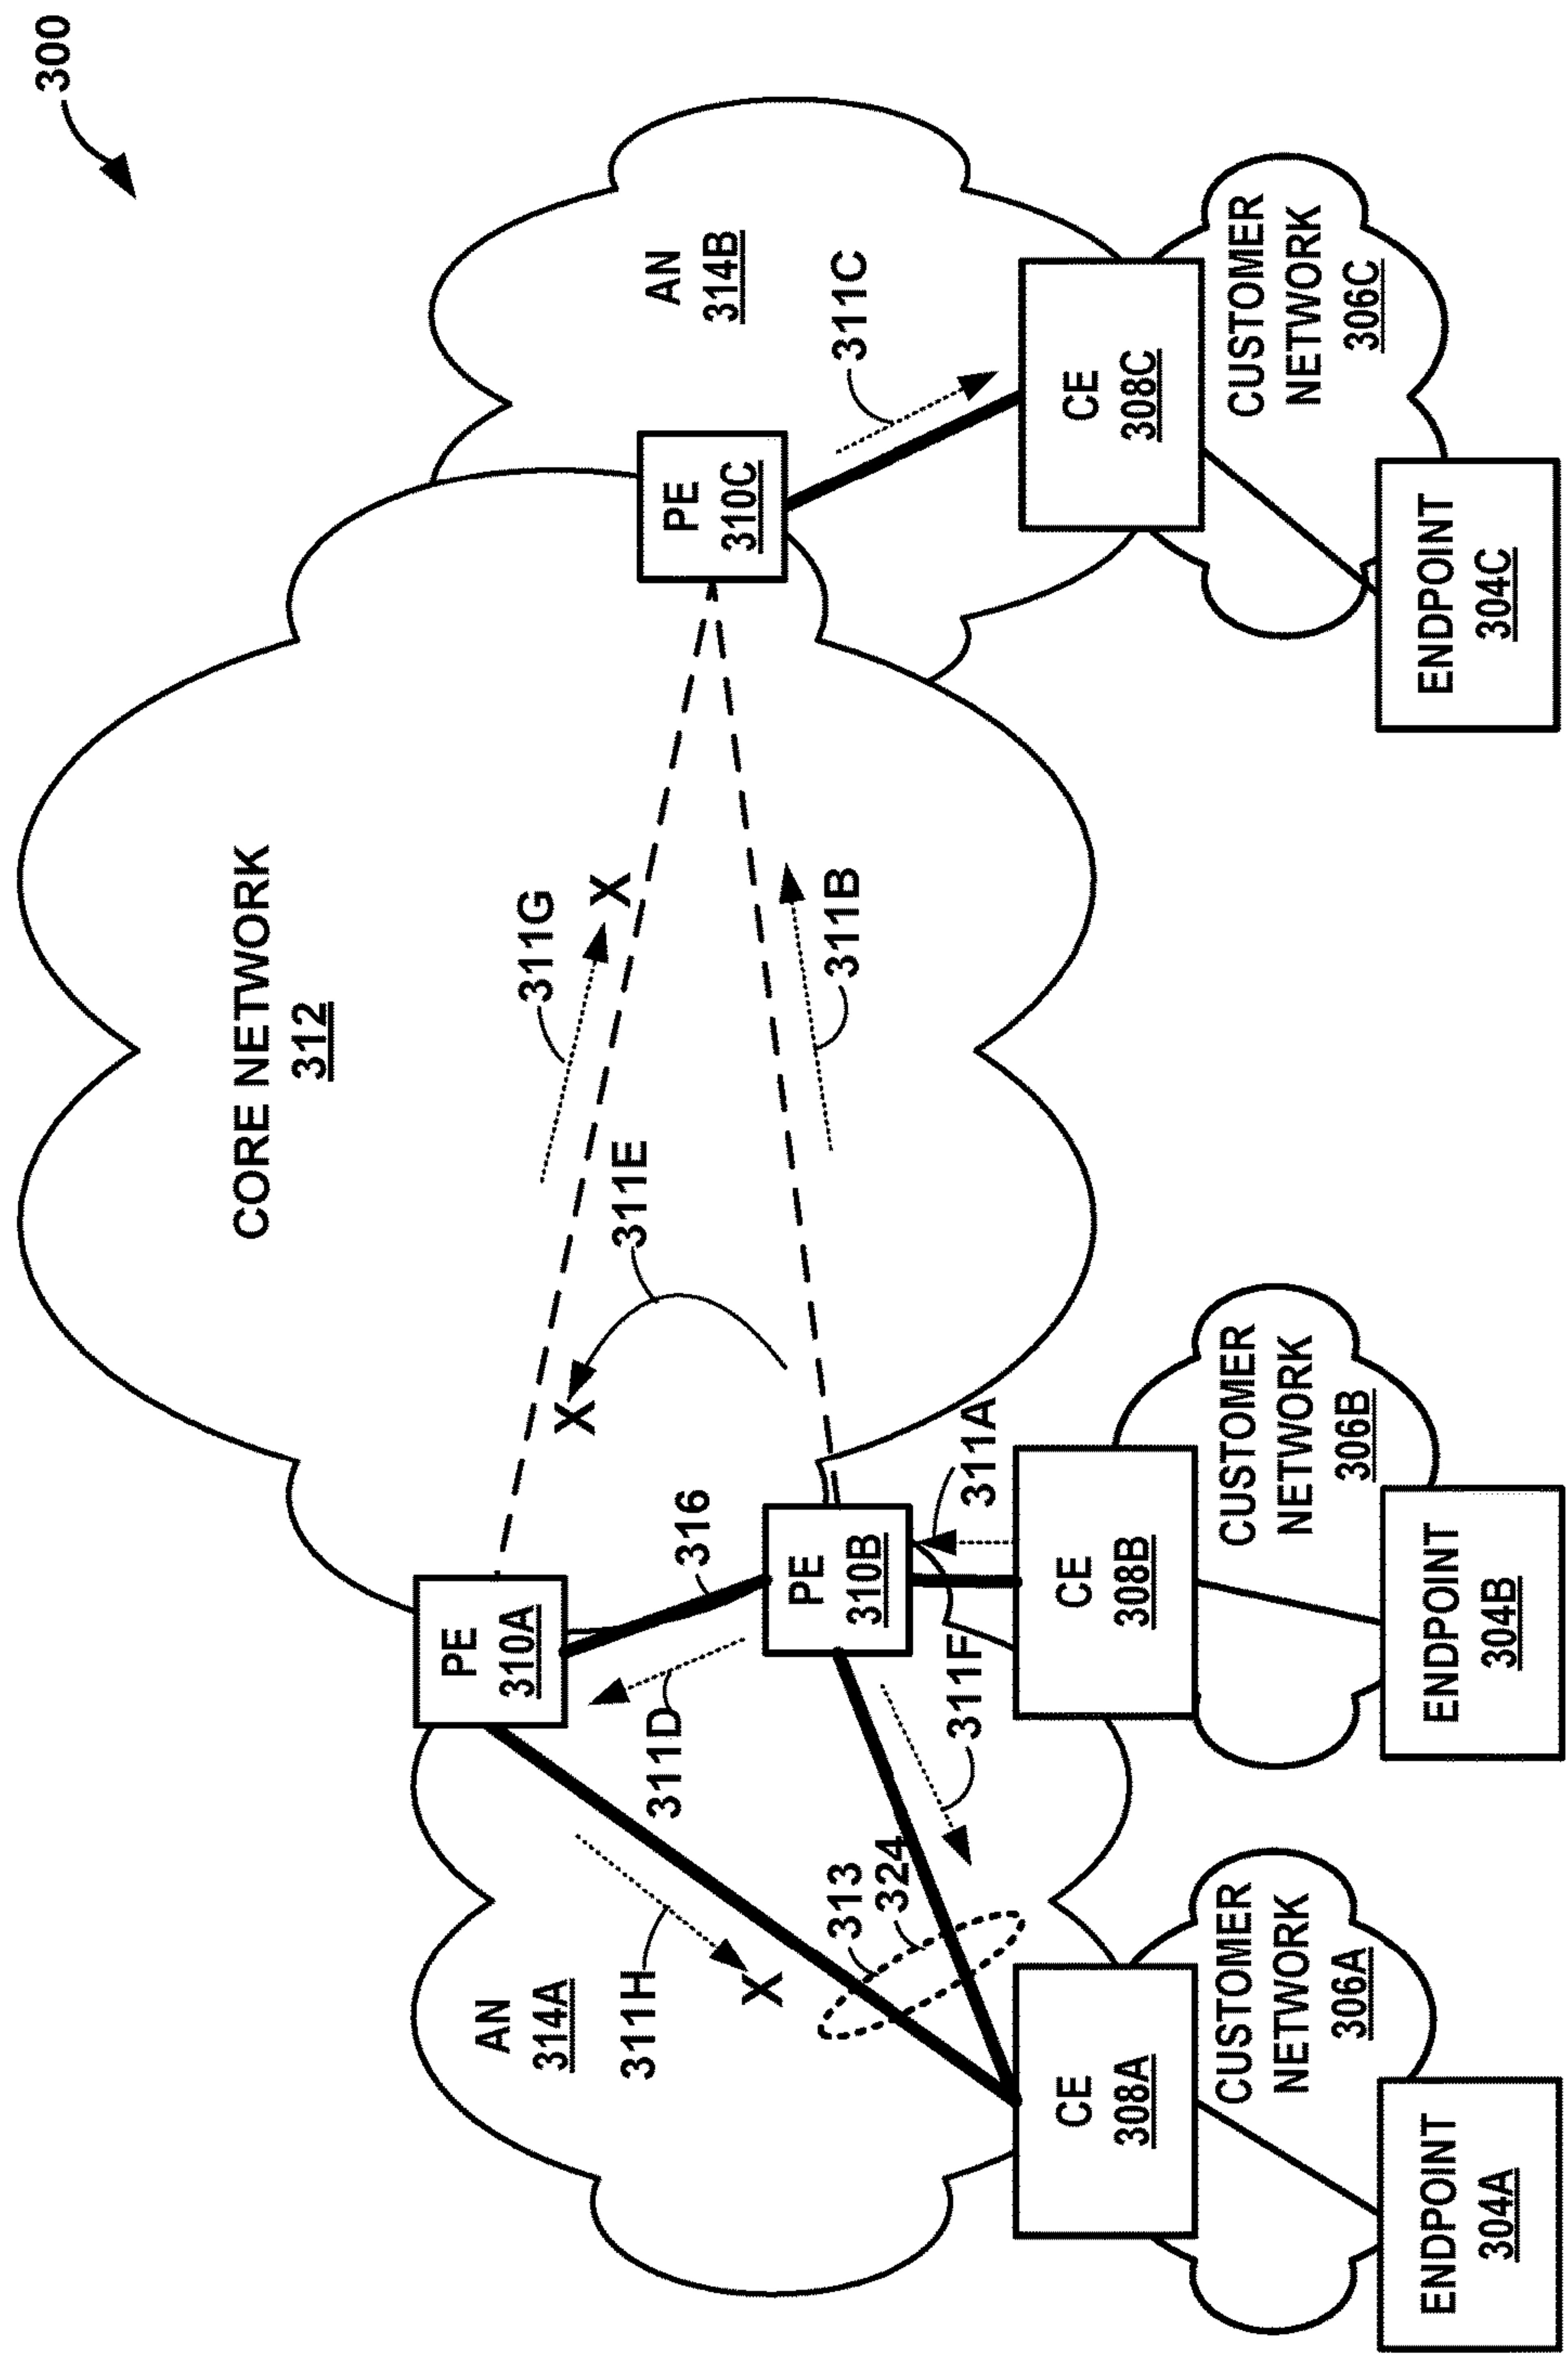 300
CORE NETWORK
312
AN
314A
AN
314B
PE
310A
PE
310B
PE
310C
316
311G
X
311E
X
311B
311C
311D
311H
X
313
324
311F
311A
CE
308A
CE
308B
CE
308C
CUSTOMER
NETWORK
306A
CUSTOMER
NETWORK
306B
CUSTOMER
NETWORK
306C
ENDPOINT
304A
ENDPOINT
304B
ENDPOINT
304C